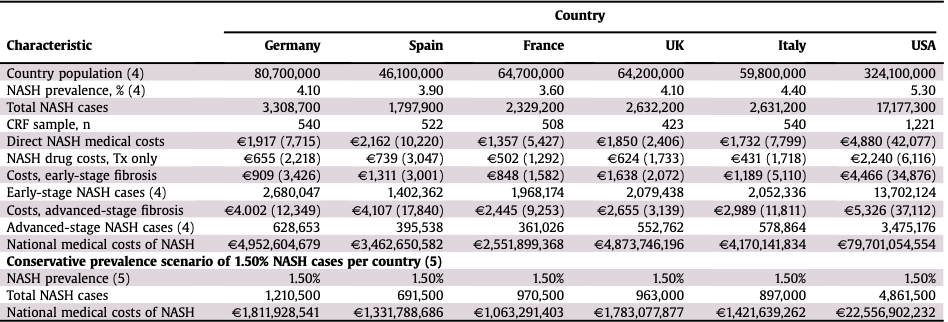 Country
Characteristic Germany Spain France UK Italy USA
Country population (4) 80,700,000 46,100,000 64,700,000 64,200,000 59,800,000 324,100,000
NASH prevalence, % (4) 4.10 3.90 3.60 4.10 4.40 5.30
Total NASH cases 3,308,700 1,797,900 2,329,200 2,632,200 2,631,200 17,177,300
CRF sample, n 540 522 508 423 540 1,221
Direct NASH medical costs €1,917 (7,715) €2,162 (10,220) €1,357 (5,427) €1,850 (2,406) €1,732 (7,799) €4,880 (42,077)
NASH drug costs, Tx only €655 (2,218) €739 (3,047) €502 (1,292) €624 (1,733) €431 (1,718) €2,240 (6,116)
Costs, early-stage fibrosis €909 (3,426) €1,311 (3,001) €848 (1,582) €1,638 (2,072) €1,189 (5,110) €4,466 (34,876)
Early-stage NASH cases (4) 2,680,047 1,402,362 1,968,174 2,079,438 2,052,336 13,702,124
Costs, advanced-stage fibrosis €4.002 (12,349) €4,107 (17,840) €2,445 (9,253) €2,655 (3,139) €2,989 (11,811) €5,326 (37,112)
Advanced-stage NASH cases (4) 628,653 395,538 361,026 552,762 578,864 3,475,176
National medical costs of NASH €4,952,604,679 €3,462,650,582 €2,551,899,368 €4,873,746,196 €4,170,141,834 €79,701,054,554
Conservative prevalence scenario of 1.50% NASH cases per country (5)
NASH prevalence (5) 1.50% 1.50% 1.50% 1.50% 1.50% 1.50%
Total NASH cases 1,210,500 691,500 970,500 963,000 897,000 4,861,500
National medical costs of NASH €1,811,928,541 €1,331,788,686 €1,063,291,403 €1,783,077,877 €1,421,639,262 €22,556,902,232